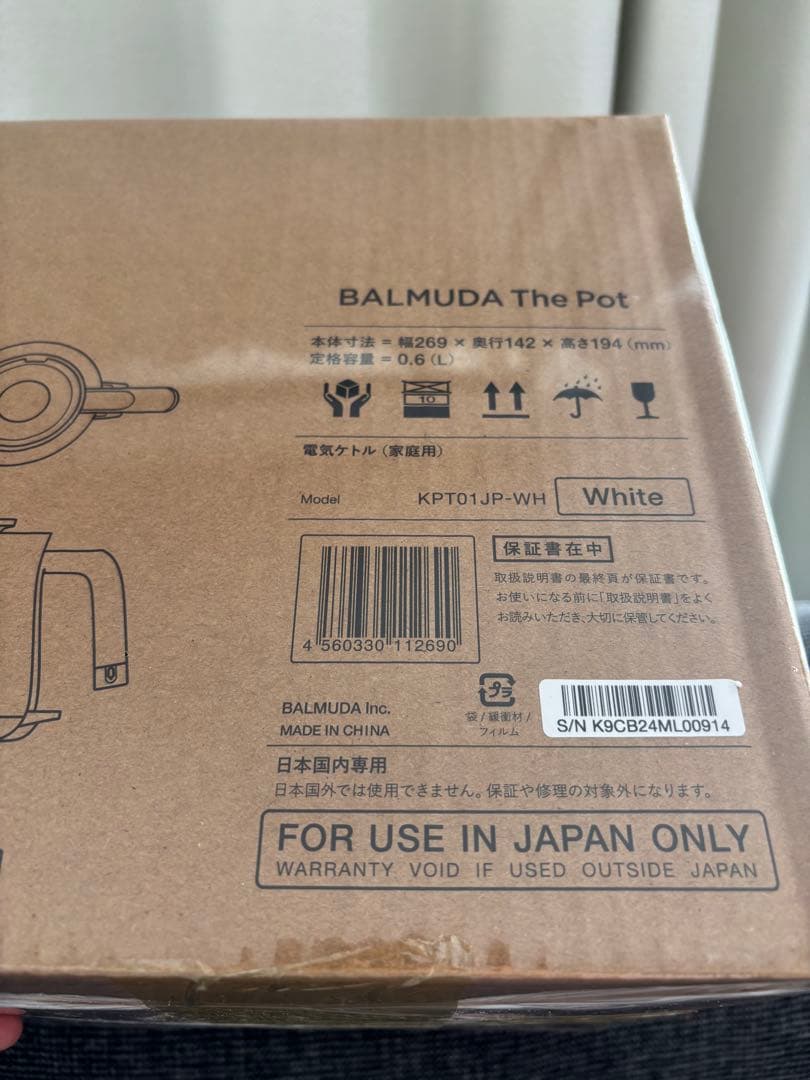 BALMUDA The Pot
本体寸法 = 幅269 × 奥行142 × 高さ194 (mm)
定格容量 = 0.6 (L)
10
電気ケトル (家庭用)
Model KPT01JP-WH White
保証書在中
取扱説明書の最終頁が保証書です。
お使いになる前に「取扱説明書」をよく
お読みいただき、大切に保管してください。
4 560330 112690
プラ
袋 / 緩衝材 /
フィルム
BALMUDA Inc.
MADE IN CHINA
S/N K9CB24ML00914
日本国内専用
日本国外では使用できません。保証や修理の対象外になります。
FOR USE IN JAPAN ONLY
WARRANTY VOID IF USED OUTSIDE JAPAN